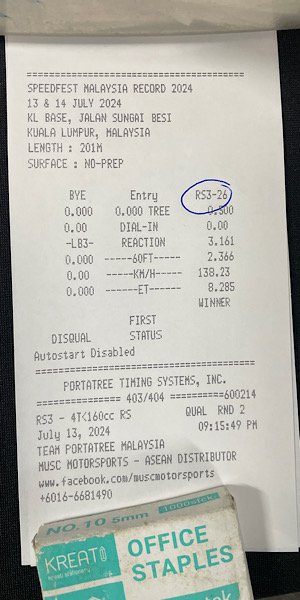 ========================================
SPEEDFEST MALAYSIA RECORD 2024
13 & 14 JULY 2024
KL BASE, JALAN SUNGAI BESI
KUALA LUMPUR, MALAYSIA
LENGTH : 201M
SURFACE : NO-PREP
BYE Entry RS3-26
0.000 0.000 TREE 0.500
0.00 DIAL-IN 0.00
-LB3- REACTION 3.161
0.000 ------60FT----- 2.366
0.00 -----KM/H----- 138.23
0.000 ------ET----- 8.285
WINNER
FIRST
DISQUAL STATUS
Autostart Disabled
========================================
PORTATREE TIMING SYSTEMS, INC.
================ 403/404 ==========600214
RS3 - 4T<160cc RS QUAL RND 2
July 13, 2024 09:15:49 PM
TEAM PORTATREE MALAYSIA
MUSC MOTORSPORTS - ASEAN DISTRIBUTOR
www.facebook.com/muscmotorsports
+6016-6681490
NO. 10 5mm 1000stek
KREATO
OFFICE
STAPLES